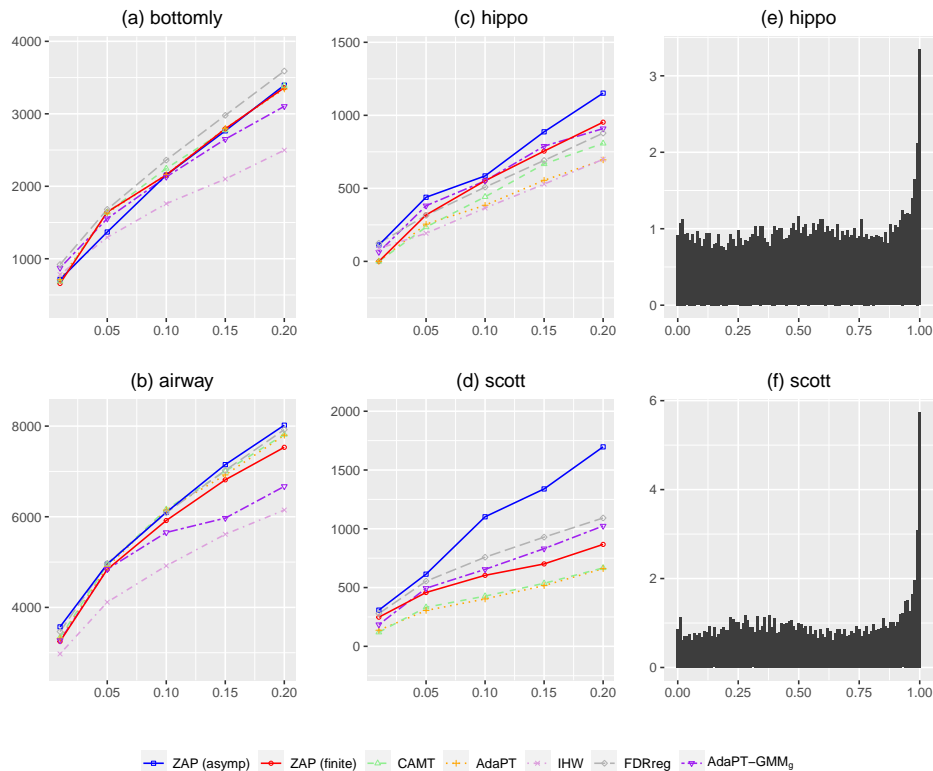 (a) bottomly
4000
3000
2000
1000
0.05 0.10 0.15 0.20
(c) hippo
1500
1000
500
0
0.05 0.10 0.15 0.20
(e) hippo
3
2
1
0
0.00 0.25 0.50 0.75 1.00
(b) airway
8000
6000
4000
0.05 0.10 0.15 0.20
(d) scott
2000
1500
1000
500
0
0.05 0.10 0.15 0.20
(f) scott
6
4
2
0
0.00 0.25 0.50 0.75 1.00
ZAP (asymp) ZAP (finite) CAMT AdaPT IHW FDRreg AdaPT−GMMg